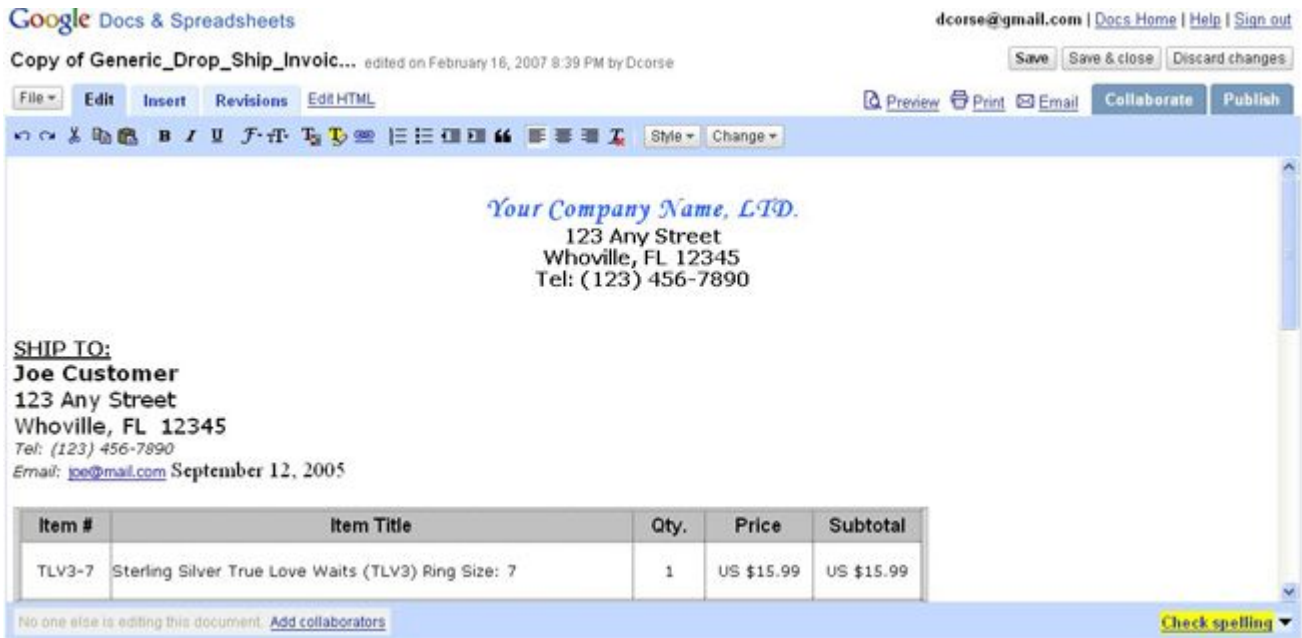 Google Docs & Spreadsheets
dcorse@gmail.com | Docs Home | Help | Sign out
Copy of Generic_Drop_Ship_Invoic... edited on February 16, 2007 8:39 PM by Dcorse
Save Save & close Discard changes
File Edit Insert Revisions Edit HTML Preview Print Email Collaborate Publish
B I U Style Change
Your Company Name, LTD.
123 Any Street
Whoville, FL 12345
Tel: (123) 456-7890
SHIP TO:
Joe Customer
123 Any Street
Whoville, FL 12345
Tel: (123) 456-7890
Email: joe@mail.com September 12, 2005
Item # Item Title Qty. Price Subtotal
TLV3-7 Sterling Silver True Love Waits (TLV3) Ring Size: 7 1 US $15.99 US $15.99
No one else is editing this document. Add collaborators
Check spelling